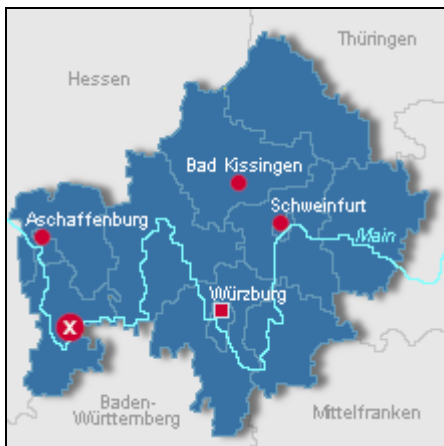 Thüringen
Hessen
Bad Kissingen
Schweinfurt
Aschaffenburg
Main
Würzburg
X
Baden-
Württemberg
Mittelfranken